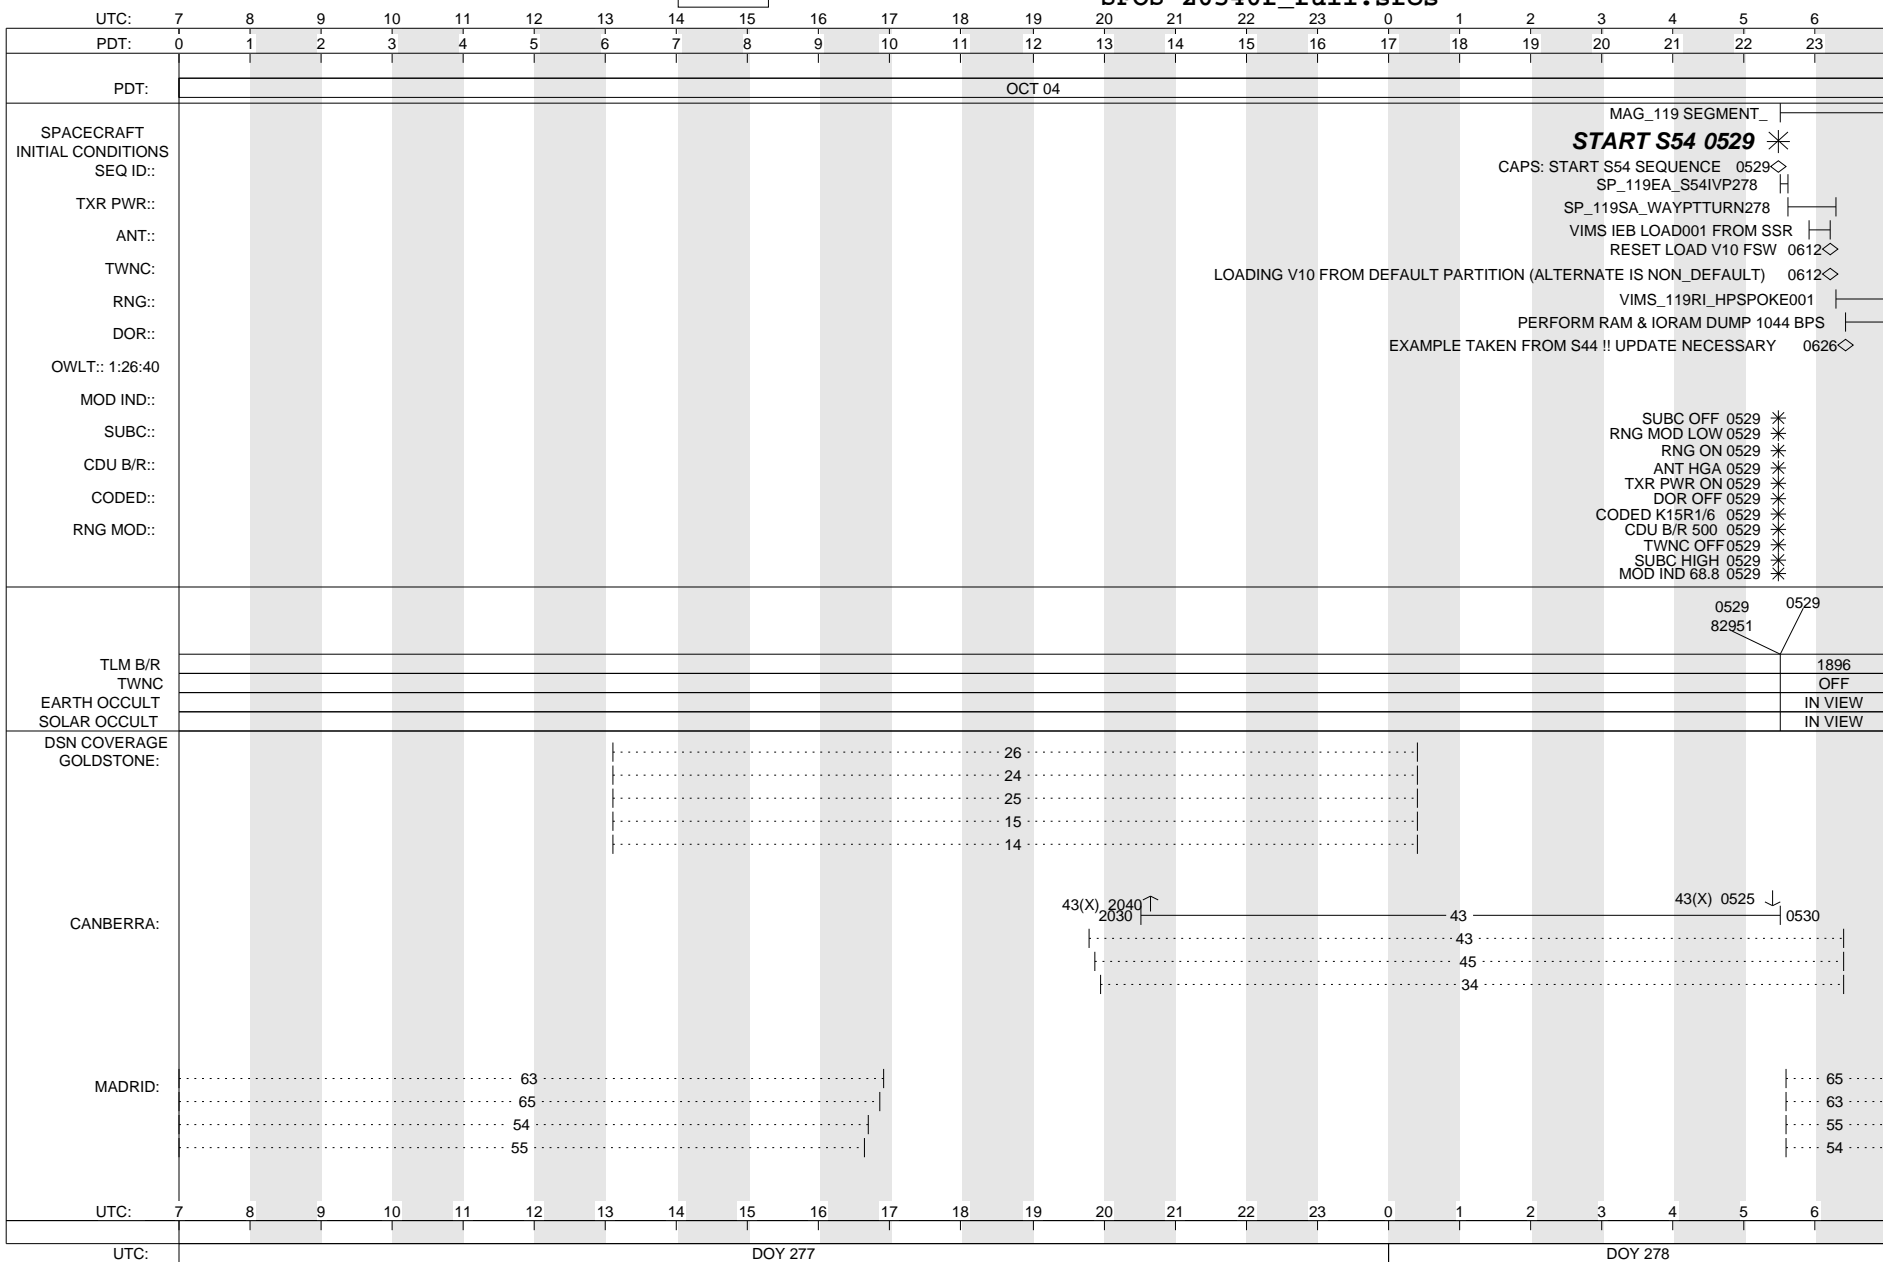 UTC: 7 8 9 10 11 12 13 14 15 16 17 18 19 20 21 22 23 0 1 2 3 4 5 6
PDT: 0 1 2 3 4 5 6 7 8 9 10 11 12 13 14 15 16 17 18 19 20 21 22 23
PDT: OCT 04
MAG_119 SEGMENT_
SPACECRAFT
INITIAL CONDITIONS
START S54 0529
SEQ ID::
CAPS: START S54 SEQUENCE 0529
SP_119EA_S54IVP278
TXR PWR::
SP_119SA_WAYPTTURN278
ANT::
VIMS IEB LOAD001 FROM SSR
RESET LOAD V10 FSW 0612
TWNC:
LOADING V10 FROM DEFAULT PARTITION (ALTERNATE IS NON_DEFAULT) 0612
RNG::
VIMS_119RI_HPSPOKE001
DOR::
PERFORM RAM & IORAM DUMP 1044 BPS
EXAMPLE TAKEN FROM S44 !! UPDATE NECESSARY 0626
OWLT:: 1:26:40
MOD IND::
SUBC::
SUBC OFF 0529
RNG MOD LOW 0529
RNG ON 0529
CDU B/R::
ANT HGA 0529
TXR PWR ON 0529
CODED::
DOR OFF 0529
CODED K15R1/6 0529
RNG MOD::
CDU B/R 500 0529
TWNC OFF 0529
SUBC HIGH 0529
MOD IND 68.8 0529
0529 0529
82951
TLM B/R 1896
TWNC OFF
EARTH OCCULT IN VIEW
SOLAR OCCULT IN VIEW
DSN COVERAGE
GOLDSTONE:
26
24
25
15
14
43(X) 2040 43(X) 0525
CANBERRA: 2030 43 0530
43
45
34
MADRID:
63 65
65 63
54 55
55 54
UTC: 7 8 9 10 11 12 13 14 15 16 17 18 19 20 21 22 23 0 1 2 3 4 5 6
UTC: DOY 277 DOY 278